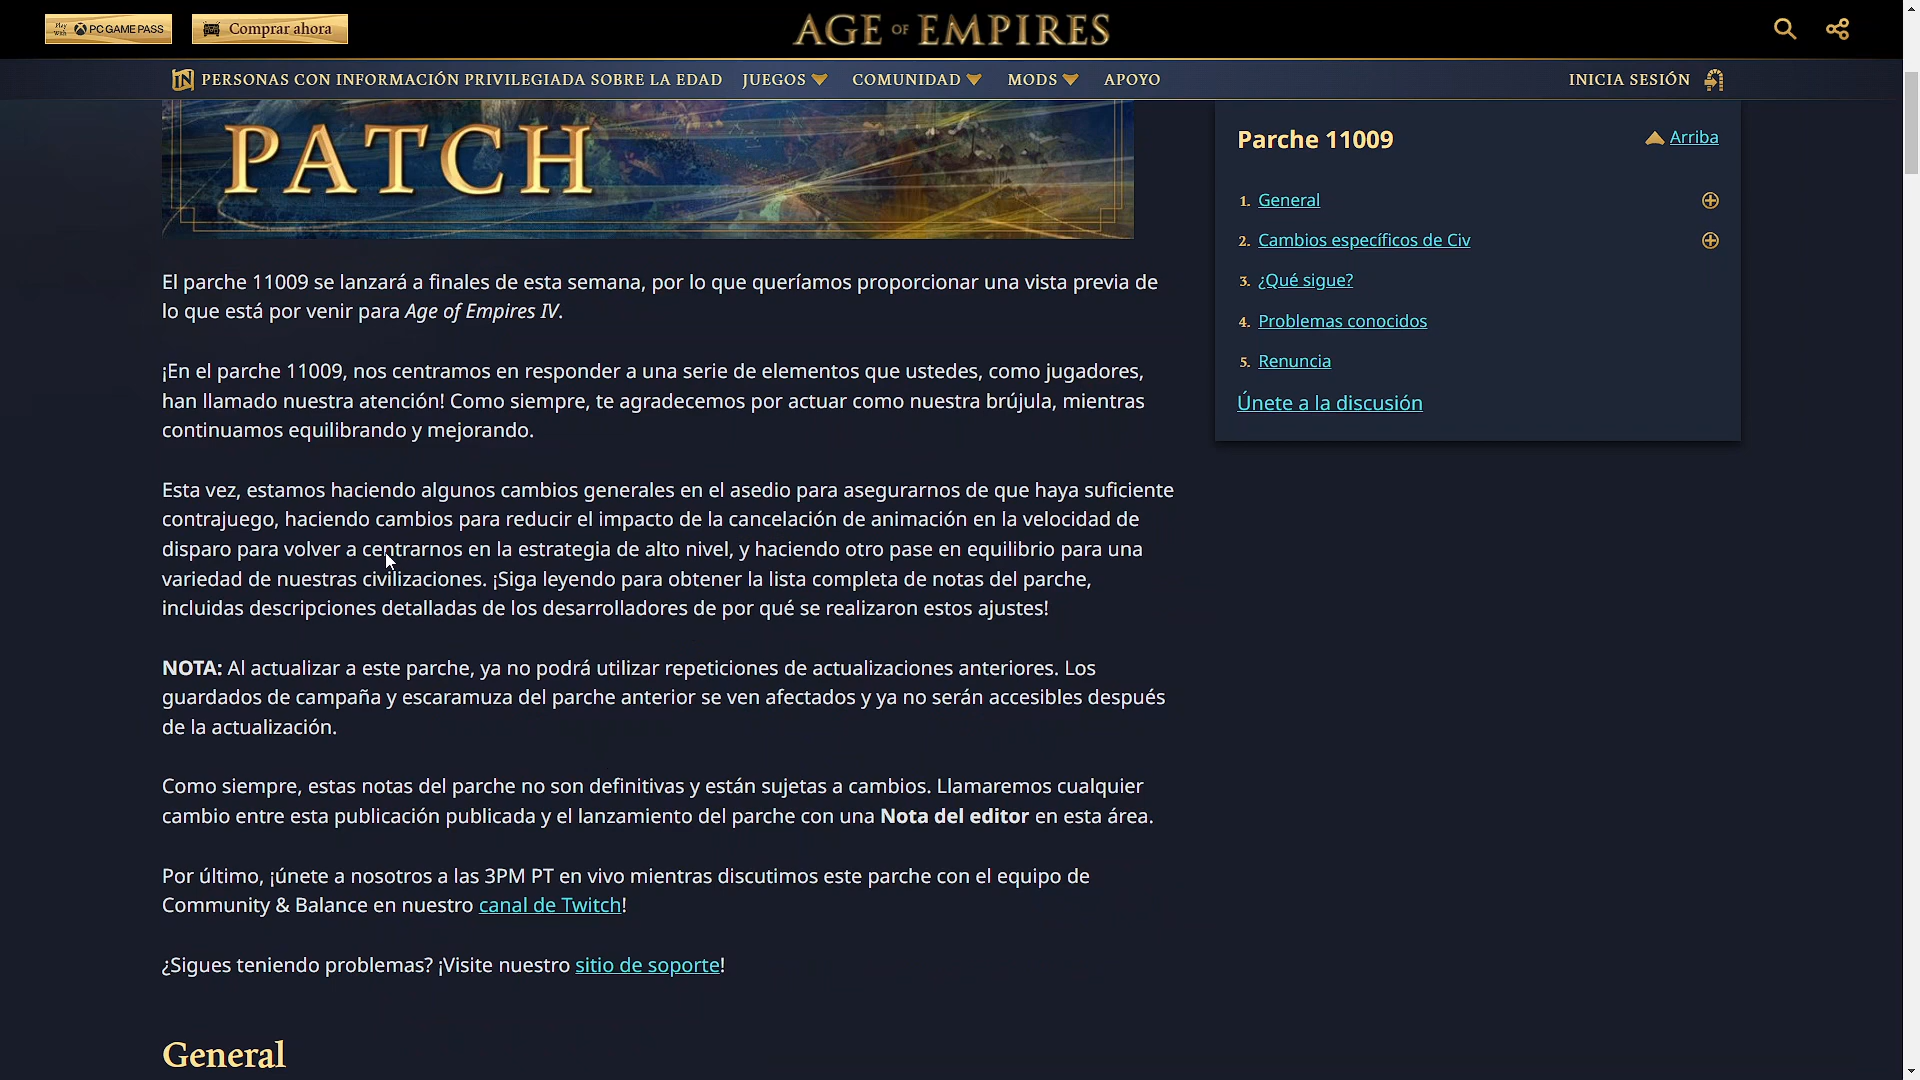 Play With PC GAME PASS
Comprar ahora
AGE OF EMPIRES
PERSONAS CON INFORMACIÓN PRIVILEGIADA SOBRE LA EDAD JUEGOS COMUNIDAD MODS APOYO INICIA SESIÓN
PATCH
El parche 11009 se lanzará a finales de esta semana, por lo que queríamos proporcionar una vista previa de
lo que está por venir para Age of Empires IV.
¡En el parche 11009, nos centramos en responder a una serie de elementos que ustedes, como jugadores,
han llamado nuestra atención! Como siempre, te agradecemos por actuar como nuestra brújula, mientras
continuamos equilibrando y mejorando.
Esta vez, estamos haciendo algunos cambios generales en el asedio para asegurarnos de que haya suficiente
contrajuego, haciendo cambios para reducir el impacto de la cancelación de animación en la velocidad de
disparo para volver a centrarnos en la estrategia de alto nivel, y haciendo otro pase en equilibrio para una
variedad de nuestras civilizaciones. ¡Siga leyendo para obtener la lista completa de notas del parche,
incluidas descripciones detalladas de los desarrolladores de por qué se realizaron estos ajustes!
NOTA: Al actualizar a este parche, ya no podrá utilizar repeticiones de actualizaciones anteriores. Los
guardados de campaña y escaramuza del parche anterior se ven afectados y ya no serán accesibles después
de la actualización.
Como siempre, estas notas del parche no son definitivas y están sujetas a cambios. Llamaremos cualquier
cambio entre esta publicación publicada y el lanzamiento del parche con una Nota del editor en esta área.
Por último, ¡únete a nosotros a las 3PM PT en vivo mientras discutimos este parche con el equipo de
Community & Balance en nuestro canal de Twitch!
¿Sigues teniendo problemas? ¡Visite nuestro sitio de soporte!
General
Parche 11009
Arriba
1. General
2. Cambios específicos de Civ
3. ¿Qué sigue?
4. Problemas conocidos
5. Renuncia
Únete a la discusión